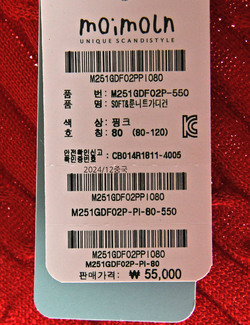 moimoln
UNIQUE SCANDISTYLE
M251GDF02PPI080
품 번: M251GDF02P-550
품 명: SOFT&론니트가디건
색 상: 핑크
호 칭: 80 (80-120)
안전확인신고
확인증번호: CB014R1811-4005
2024/12중국
M251GDF02PPI080
M251GDF02P-PI-80-550
M251GDF02PPI080
M251GDF02P-PI-80
판매가격: ₩ 55,000